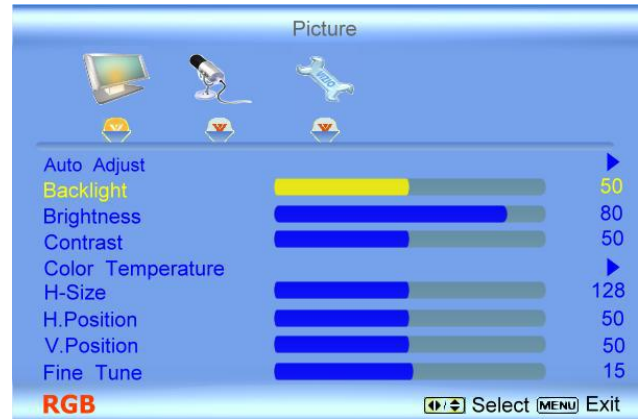 Picture
VIZIO
Auto Adjust
Backlight 50
Brightness 80
Contrast 50
Color Temperature
H-Size 128
H.Position 50
V.Position 50
Fine Tune 15
RGB Select MENU Exit